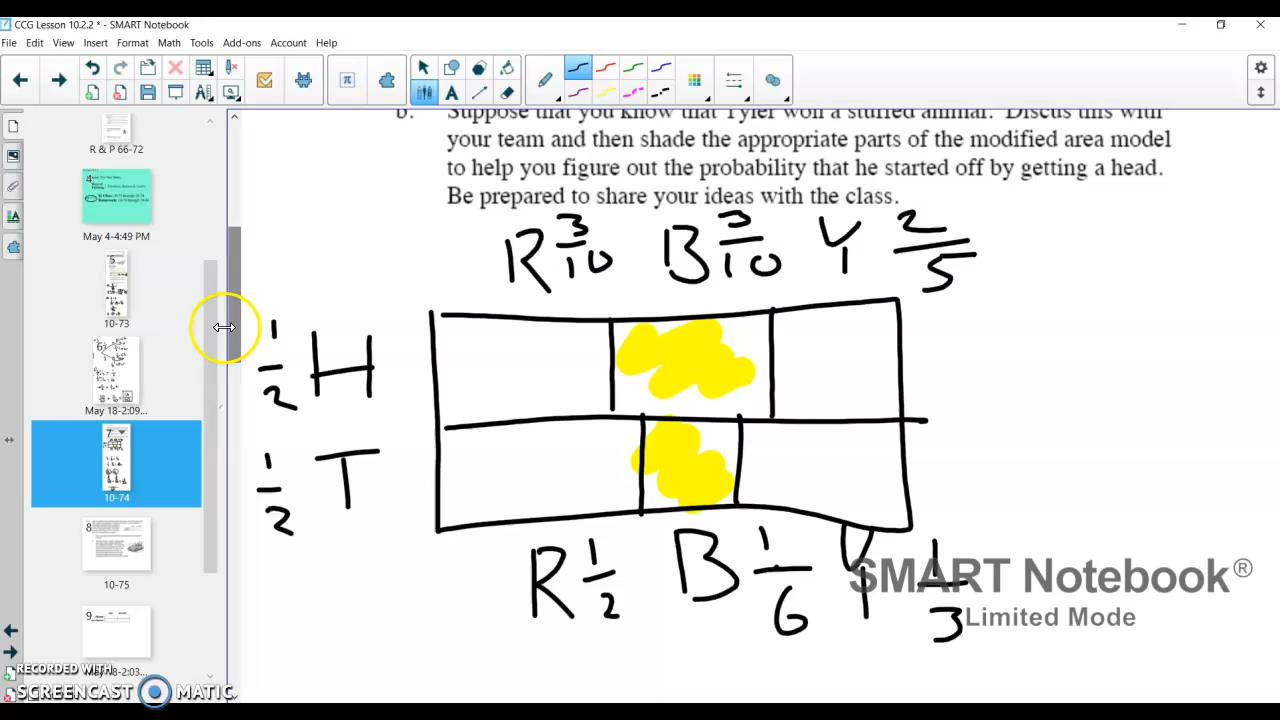 CCG Lesson 10.2.2 * - SMART Notebook
File Edit View Insert Format Math Tools Add-ons Account Help
R & P 66-72
May 4-4:49 PM
10-73
May 18-2:09...
10-74
10-75
May 18-2:03...
b. Suppose that you know that Tyler won a stuffed animal. Discuss this with
your team and then shade the appropriate parts of the modified area model
to help you figure out the probability that he started off by getting a head.
Be prepared to share your ideas with the class.
R 3/10 B 3/10 Y 2/5
1/2 H
1/2 T
R 1/2 B 1/6 Y 1/3
SMART Notebook®
Limited Mode
RECORDED WITH
SCREENCAST MATIC